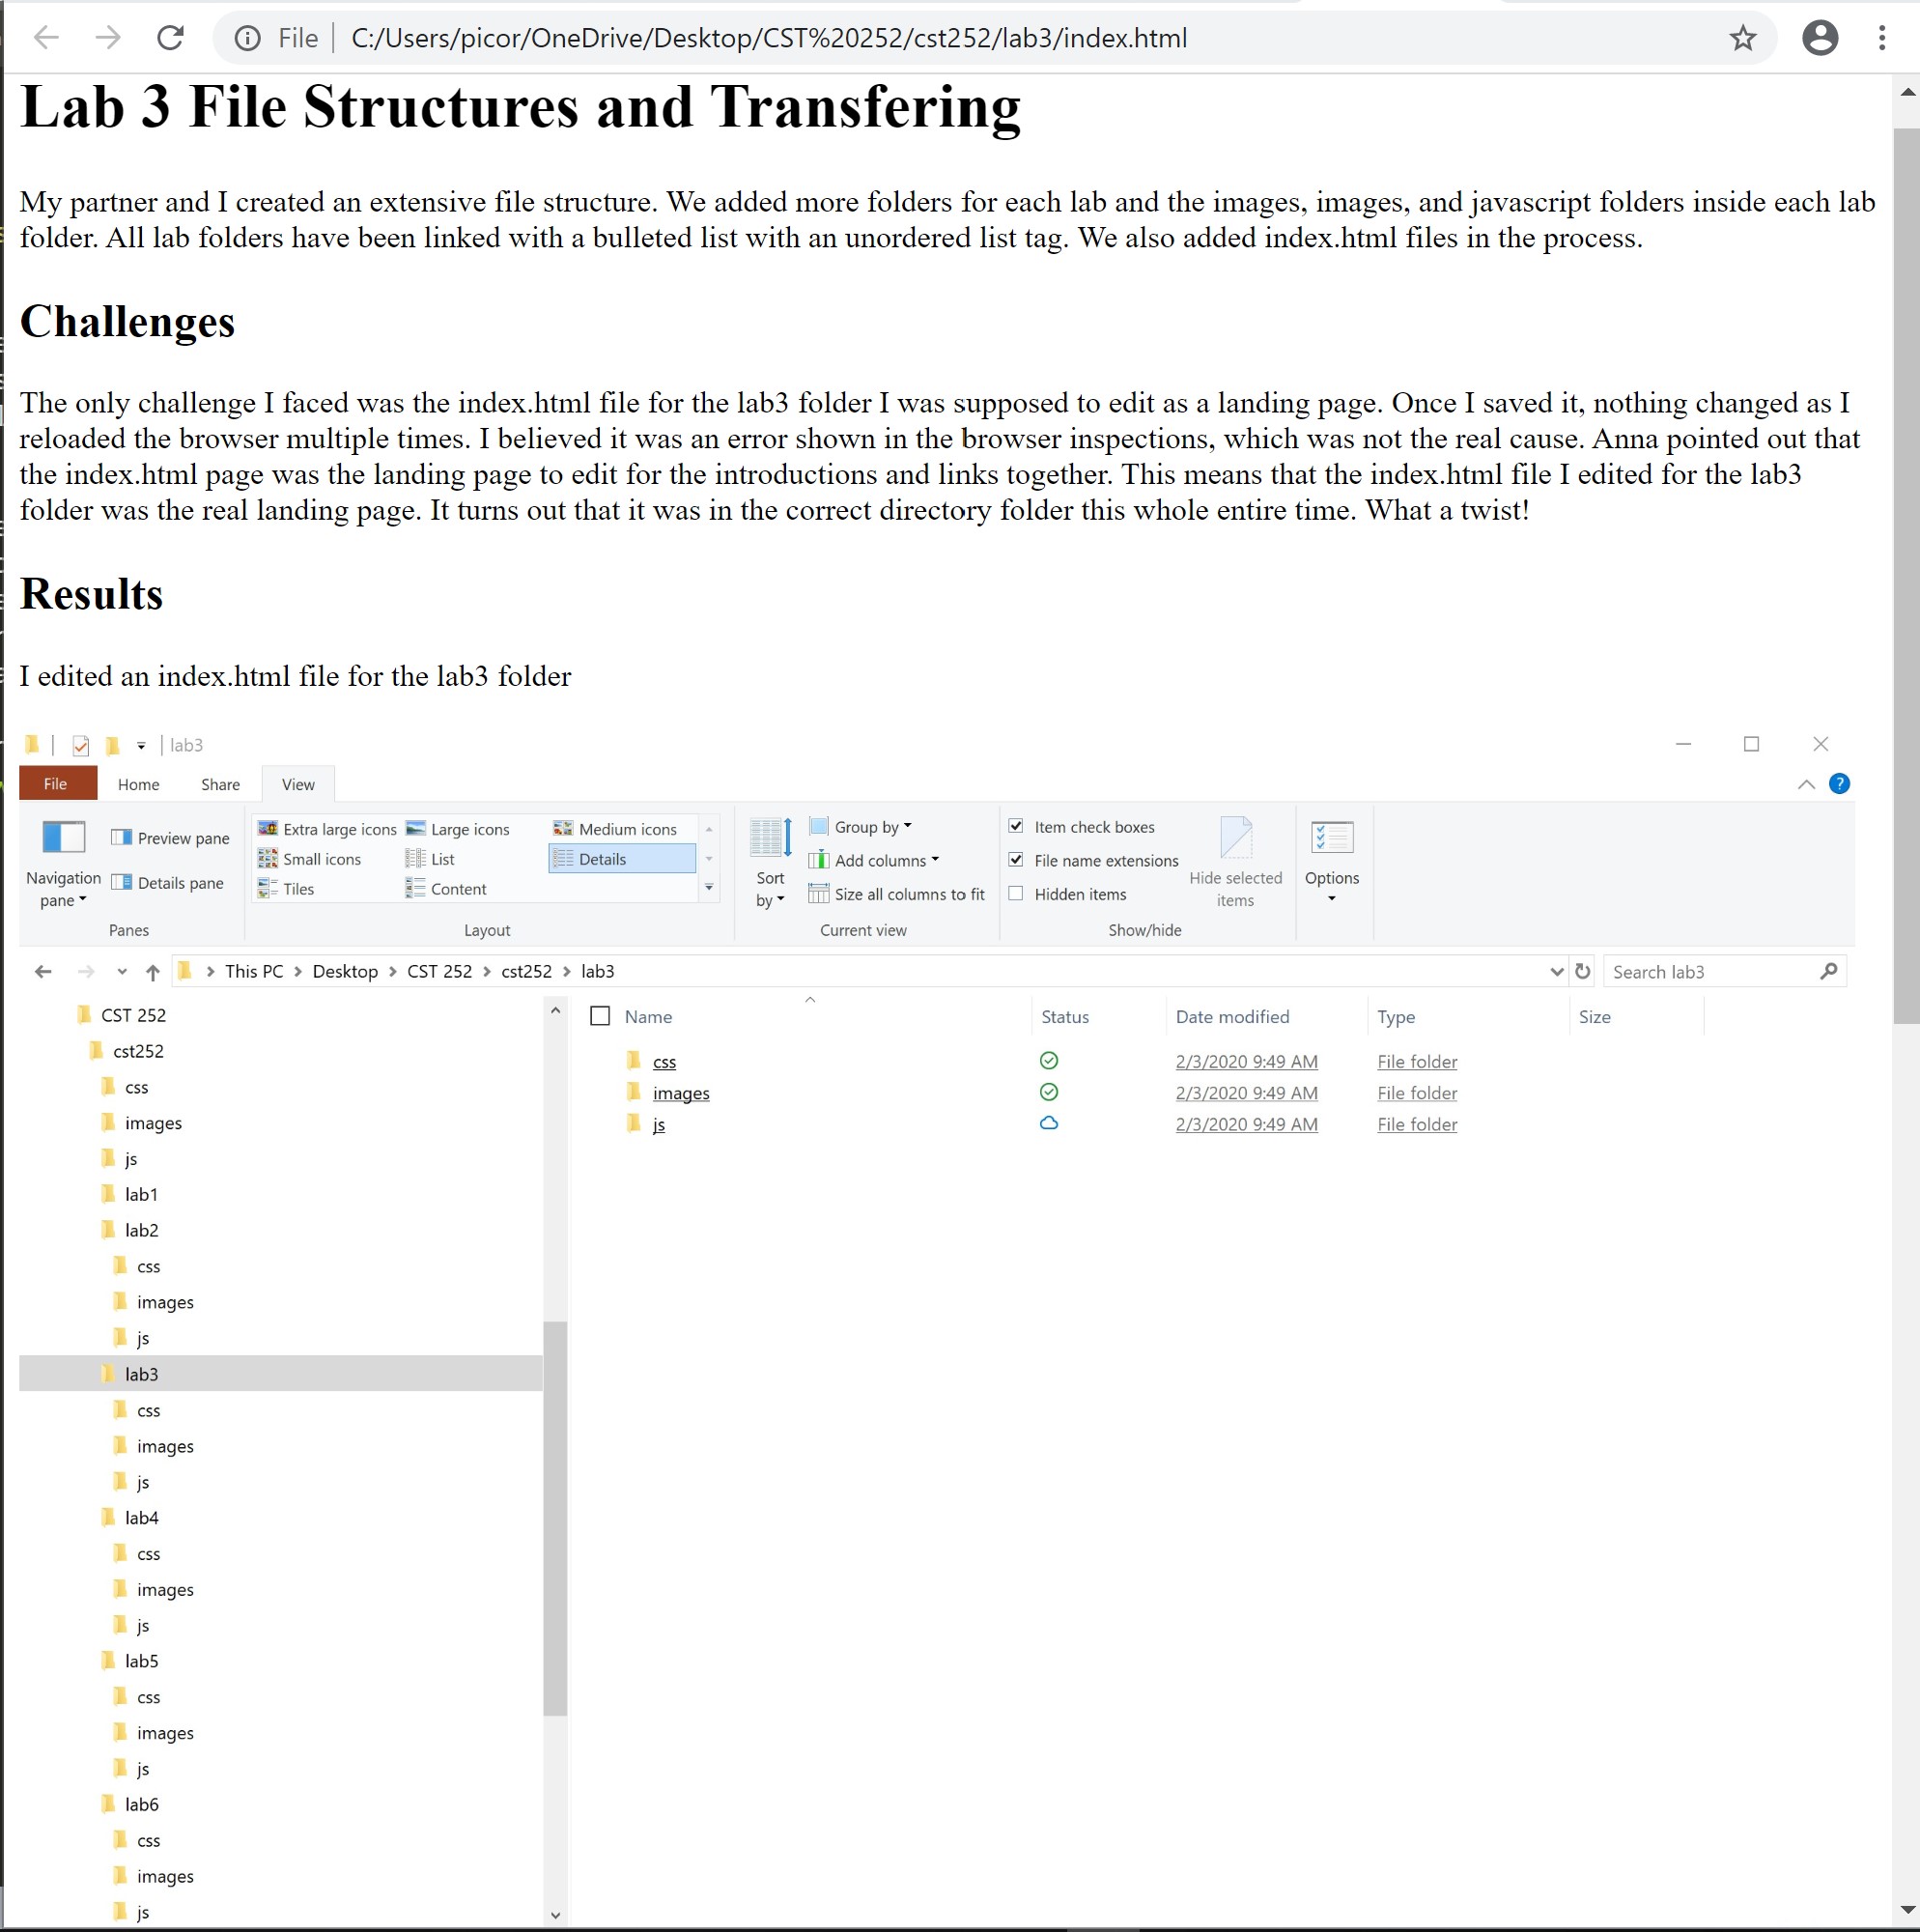 File C:/Users/picor/OneDrive/Desktop/CST%20252/cst252/lab3/index.html
Lab 3 File Structures and Transfering
My partner and I created an extensive file structure. We added more folders for each lab and the images, images, and javascript folders inside each lab
folder. All lab folders have been linked with a bulleted list with an unordered list tag. We also added index.html files in the process.
Challenges
The only challenge I faced was the index.html file for the lab3 folder I was supposed to edit as a landing page. Once I saved it, nothing changed as I
reloaded the browser multiple times. I believed it was an error shown in the browser inspections, which was not the real cause. Anna pointed out that
the index.html page was the landing page to edit for the introductions and links together. This means that the index.html file I edited for the lab3
folder was the real landing page. It turns out that it was in the correct directory folder this whole entire time. What a twist!
Results
I edited an index.html file for the lab3 folder
lab3
File Home Share View
Navigation pane
Preview pane
Details pane
Panes
Extra large icons Large icons Medium icons
Small icons List Details
Tiles Content
Layout
Sort by
Group by
Add columns
Size all columns to fit
Current view
Item check boxes
File name extensions
Hidden items
Hide selected items
Show/hide
Options
This PC Desktop CST 252 cst252 lab3
Search lab3
CST 252
cst252
css
images
js
lab1
lab2
css
images
js
lab3
css
images
js
lab4
css
images
js
lab5
css
images
js
lab6
css
images
js
Name Status Date modified Type Size
css 2/3/2020 9:49 AM File folder
images 2/3/2020 9:49 AM File folder
js 2/3/2020 9:49 AM File folder